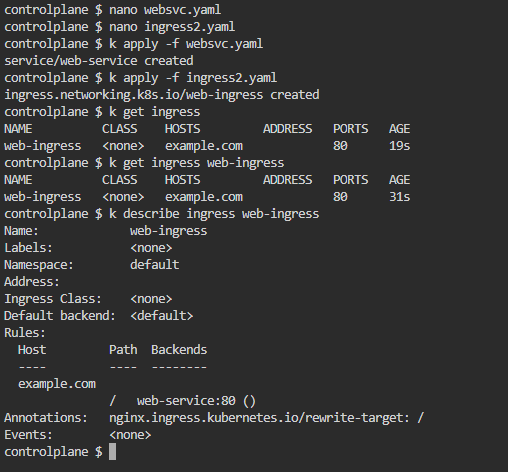 controlplane $ nano websvc.yaml
controlplane $ nano ingress2.yaml
controlplane $ k apply -f websvc.yaml
service/web-service created
controlplane $ k apply -f ingress2.yaml
ingress.networking.k8s.io/web-ingress created
controlplane $ k get ingress
NAME          CLASS    HOSTS         ADDRESS   PORTS   AGE
web-ingress   <none>   example.com             80      19s
controlplane $ k get ingress web-ingress
NAME          CLASS    HOSTS         ADDRESS   PORTS   AGE
web-ingress   <none>   example.com             80      31s
controlplane $ k describe ingress web-ingress
Name:             web-ingress
Labels:           <none>
Namespace:        default
Address:
Ingress Class:    <none>
Default backend:  <default>
Rules:
  Host         Path  Backends
  ----         ----  --------
  example.com
               /   web-service:80 ()
Annotations:   nginx.ingress.kubernetes.io/rewrite-target: /
Events:        <none>
controlplane $